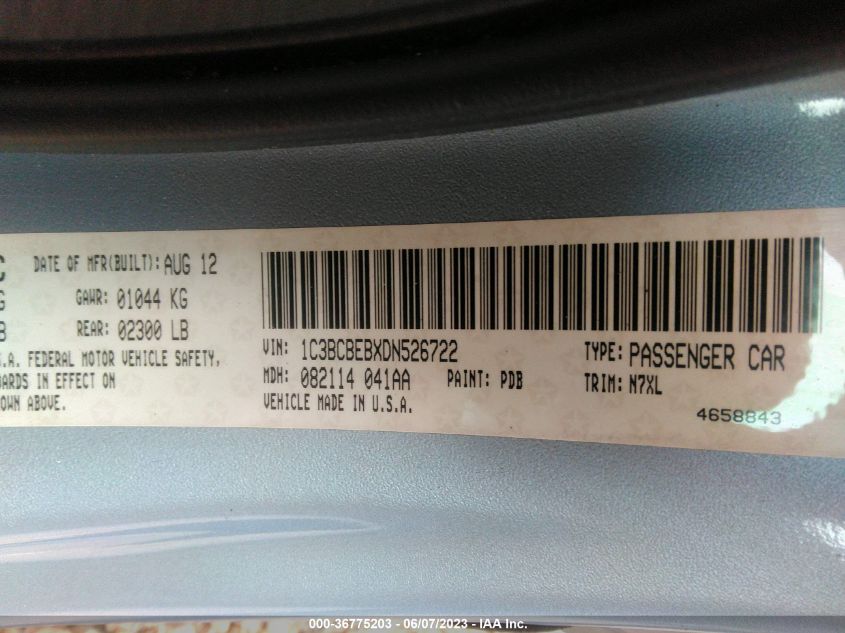 C DATE OF MFR(BUILT): AUG 12
G GAWR: 01044 KG
B REAR: 02300 LB
.A. FEDERAL MOTOR VEHICLE SAFETY,
ARDS IN EFFECT ON
OWN ABOVE.
VIN: 1C3BCBEBXDN526722 TYPE: PASSENGER CAR
MDH: 082114 041AA PAINT: PDB TRIM: N7XL
VEHICLE MADE IN U.S.A.
4658843
000-36775203 - 06/07/2023 - IAA Inc.